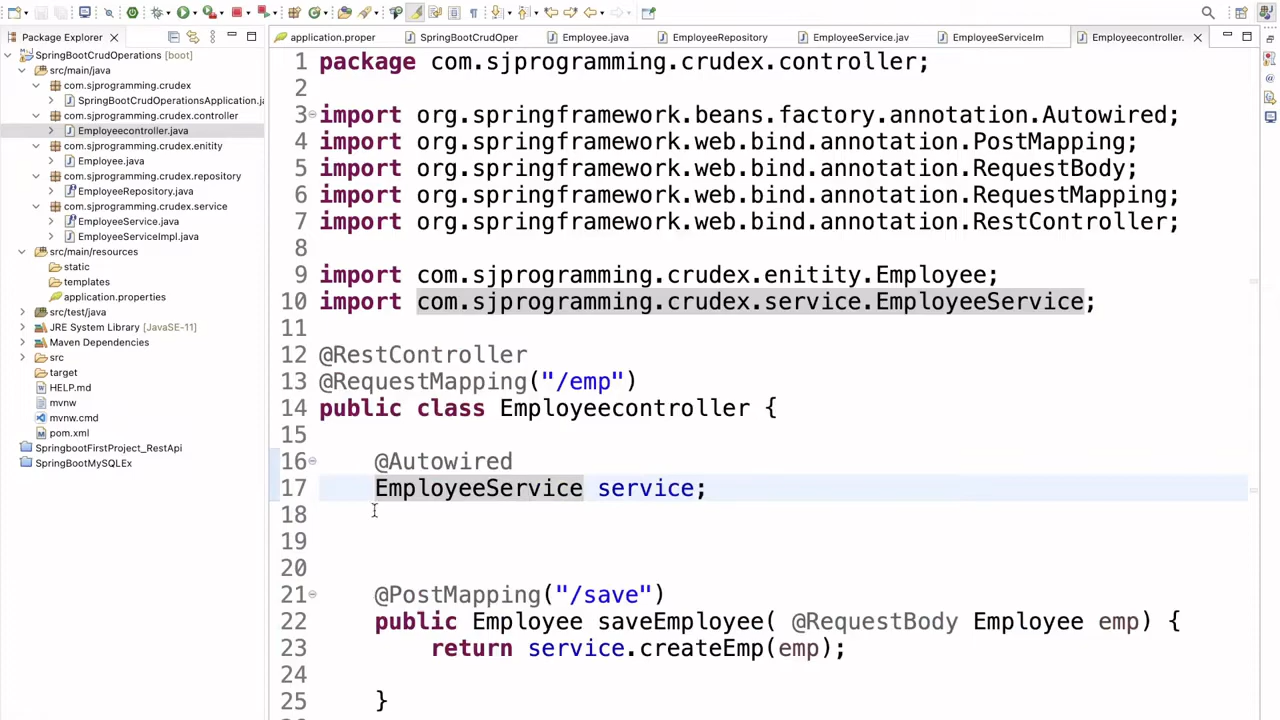 Package Explorer
SpringBootCrudOperations [boot]
src/main/java
com.sjprogramming.crudex
SpringBootCrudOperationsApplication.ja
com.sjprogramming.crudex.controller
Employeecontroller.java
com.sjprogramming.crudex.enitity
Employee.java
com.sjprogramming.crudex.repository
EmployeeRepository.java
com.sjprogramming.crudex.service
EmployeeService.java
EmployeeServiceImpl.java
src/main/resources
static
templates
application.properties
src/test/java
JRE System Library [JavaSE-11]
Maven Dependencies
src
target
HELP.md
mvnw
mvnw.cmd
pom.xml
SpringbootFirstProject_RestApi
SpringBootMySQLEx
application.proper SpringBootCrudOper Employee.java EmployeeRepository EmployeeService.jav EmployeeServiceIm Employeecontroller.
1 package com.sjprogramming.crudex.controller;
2
3 import org.springframework.beans.factory.annotation.Autowired;
4 import org.springframework.web.bind.annotation.PostMapping;
5 import org.springframework.web.bind.annotation.RequestBody;
6 import org.springframework.web.bind.annotation.RequestMapping;
7 import org.springframework.web.bind.annotation.RestController;
8
9 import com.sjprogramming.crudex.enitity.Employee;
10 import com.sjprogramming.crudex.service.EmployeeService;
11
12 @RestController
13 @RequestMapping("/emp")
14 public class Employeecontroller {
15
16 @Autowired
17 EmployeeService service;
18
19
20
21 @PostMapping("/save")
22 public Employee saveEmployee( @RequestBody Employee emp) {
23 return service.createEmp(emp);
24
25 }